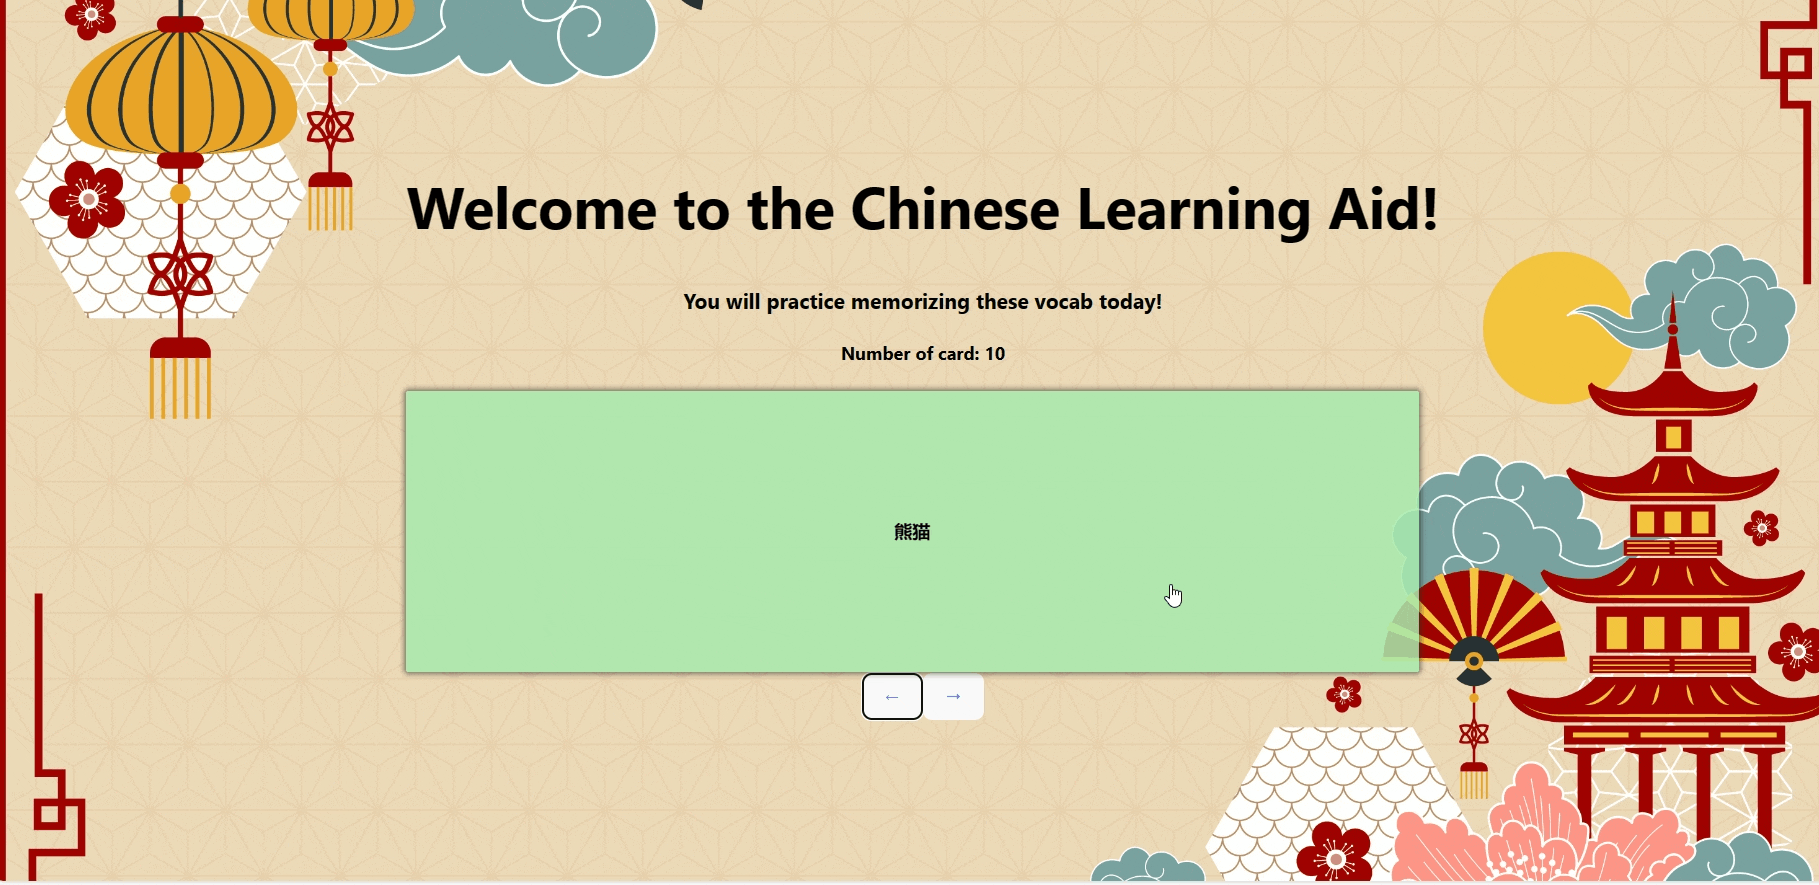 Welcome to the Chinese Learning Aid!
You will practice memorizing these vocab today!
Number of card: 10
熊猫
← →